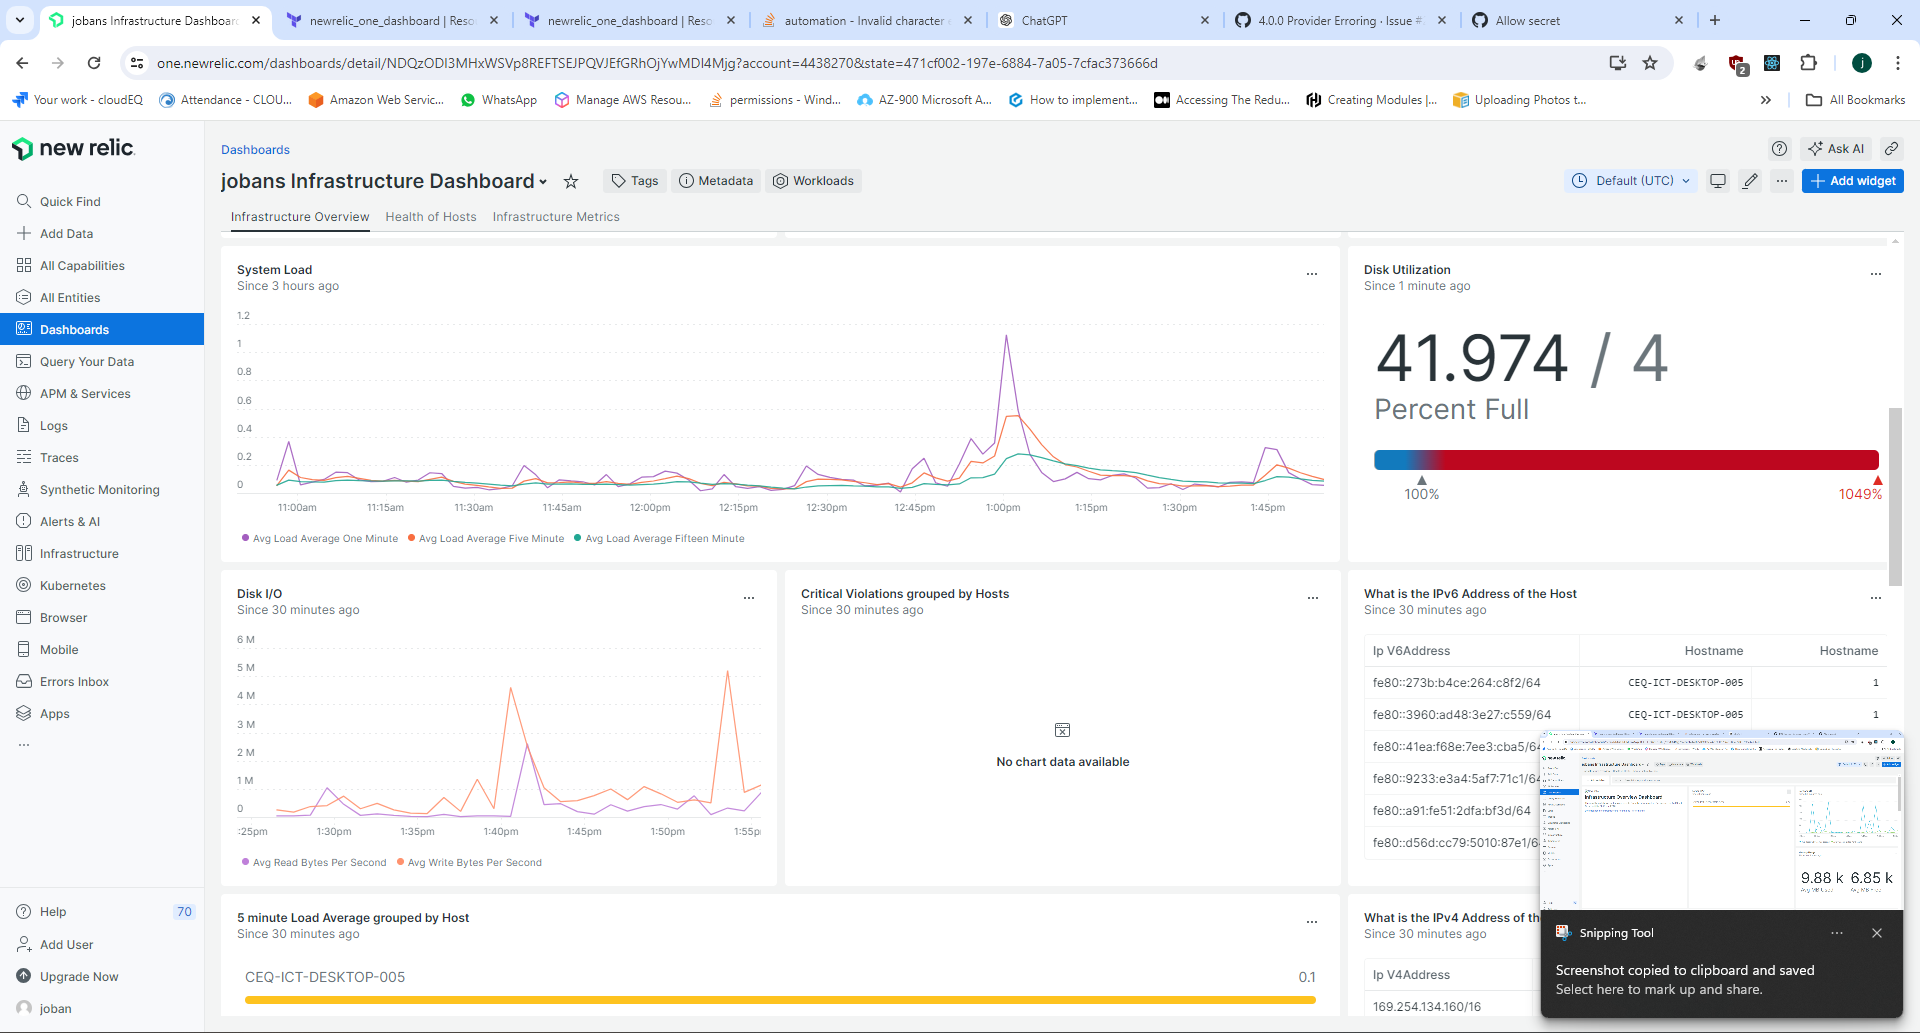 jobans Infrastructure Dashboard
newrelic_one_dashboard | Reso
newrelic_one_dashboard | Reso
automation - Invalid character
ChatGPT
4.0.0 Provider Erroring · Issue #
Allow secret
one.newrelic.com/dashboards/detail/NDQzODI3MHxWSVp8REFTSEJPQVJEfGRhOjYwMDI4Mjg?account=4438270&state=471cf002-197e-6884-7a05-7cfac373666d
2
j
Your work - cloudEQ
Attendance - CLOU...
Amazon Web Servic...
WhatsApp
Manage AWS Resou...
permissions - Wind...
AZ-900 Microsoft A...
How to implement...
Accessing The Redu...
Creating Modules |...
Uploading Photos t...
All Bookmarks
new relic.
Quick Find
Add Data
All Capabilities
All Entities
Dashboards
Query Your Data
APM & Services
Logs
Traces
Synthetic Monitoring
Alerts & AI
Infrastructure
Kubernetes
Browser
Mobile
Errors Inbox
Apps
...
Help 70
Add User
Upgrade Now
joban
Dashboards
Ask AI
jobans Infrastructure Dashboard
Tags
Metadata
Workloads
Default (UTC)
Add widget
Infrastructure Overview
Health of Hosts
Infrastructure Metrics
System Load
Since 3 hours ago
1.2
1
0.8
0.6
0.4
0.2
0
11:00am 11:15am 11:30am 11:45am 12:00pm 12:15pm 12:30pm 12:45pm 1:00pm 1:15pm 1:30pm 1:45pm
Avg Load Average One Minute
Avg Load Average Five Minute
Avg Load Average Fifteen Minute
Disk Utilization
Since 1 minute ago
41.974 / 4
Percent Full
100%
1049%
Disk I/O
Since 30 minutes ago
6 M
5 M
4 M
3 M
2 M
1 M
0
:25pm 1:30pm 1:35pm 1:40pm 1:45pm 1:50pm 1:55p
Avg Read Bytes Per Second
Avg Write Bytes Per Second
Critical Violations grouped by Hosts
Since 30 minutes ago
No chart data available
What is the IPv6 Address of the Host
Since 30 minutes ago
Ip V6Address Hostname Hostname
fe80::273b:b4ce:264:c8f2/64 CEQ-ICT-DESKTOP-005 1
fe80::3960:ad48:3e27:c559/64 CEQ-ICT-DESKTOP-005 1
fe80::41ea:f68e:7ee3:cba5/64
fe80::9233:e3a4:5af7:71c1/64
fe80::a91:fe51:2dfa:bf3d/64
fe80::d56d:cc79:5010:87e1/6
5 minute Load Average grouped by Host
Since 30 minutes ago
CEQ-ICT-DESKTOP-005 0.1
What is the IPv4 Address of th
Since 30 minutes ago
Ip V4Address
169.254.134.160/16
new relic
Infrastructure Overview Dashboard
9.88 k 6.85 k
Snipping Tool
Screenshot copied to clipboard and saved
Select here to mark up and share.